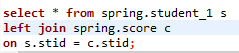 select * from spring.student_1 s
left join spring.score c
on s.stid = c.stid;